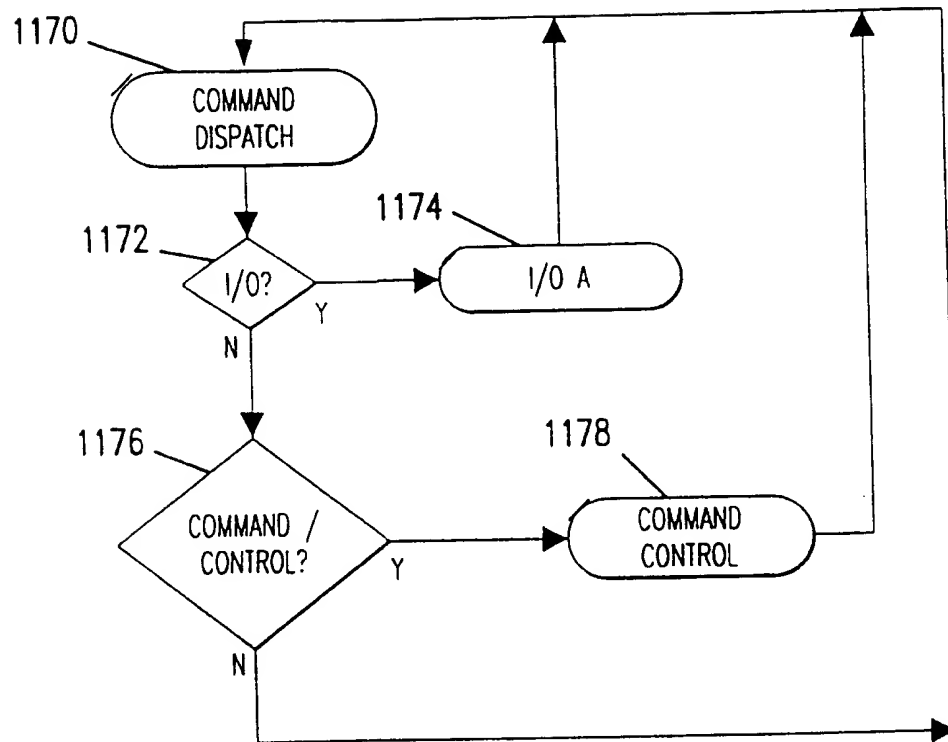 1170
COMMAND
DISPATCH
1172
I/O?
Y
N
1174
I/O A
1176
COMMAND /
CONTROL?
Y
N
1178
COMMAND
CONTROL